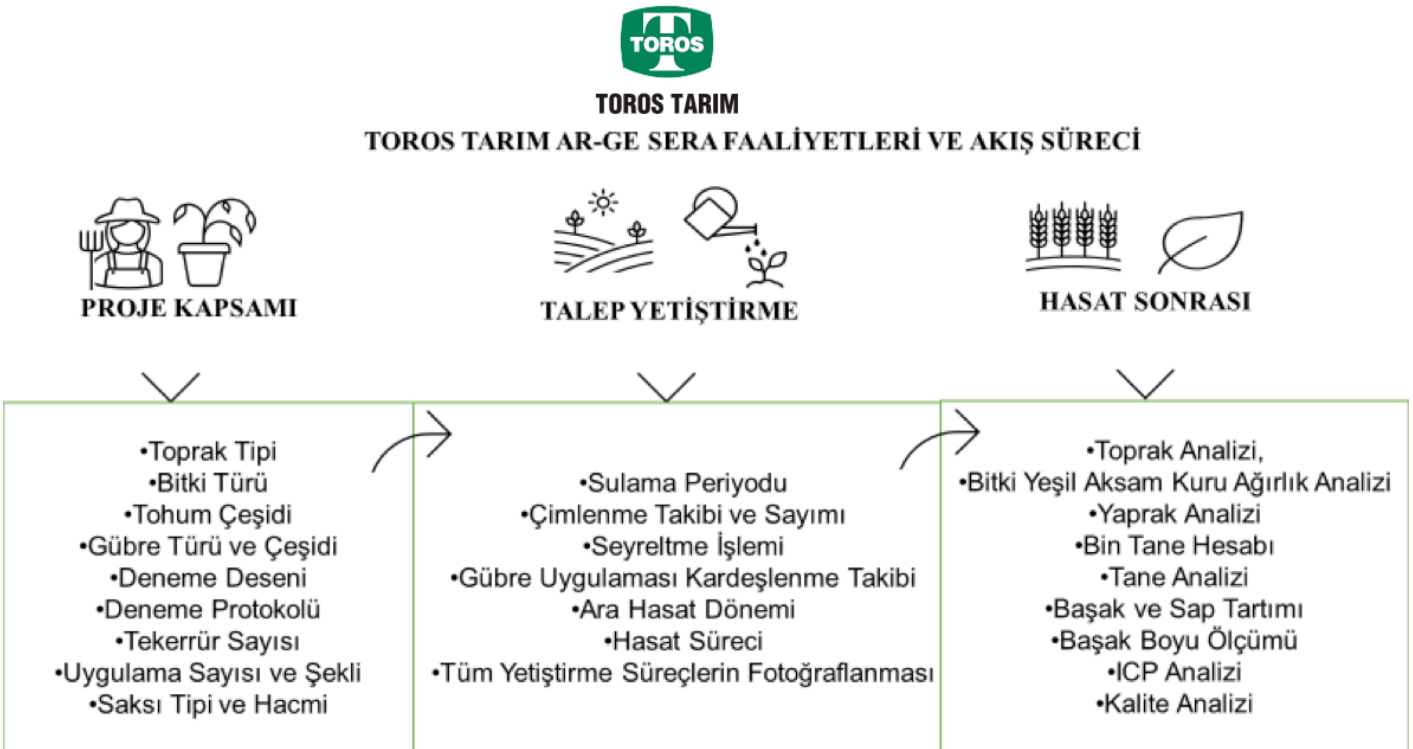 TOROS
TOROS TARIM
TOROS TARIM AR-GE SERA FAALİYETLERİ VE AKIŞ SÜRECİ
PROJE KAPSAMI
•Toprak Tipi
•Bitki Türü
•Tohum Çeşidi
•Gübre Türü ve Çeşidi
•Deneme Deseni
•Deneme Protokolü
•Tekerrür Sayısı
•Uygulama Sayısı ve Şekli
•Saksı Tipi ve Hacmi
TALEP YETİŞTİRME
•Sulama Periyodu
•Çimlenme Takibi ve Sayımı
•Seyreltme İşlemi
•Gübre Uygulaması Kardeşlenme Takibi
•Ara Hasat Dönemi
•Hasat Süreci
•Tüm Yetiştirme Süreçlerin Fotoğraflanması
HASAT SONRASI
•Toprak Analizi,
•Bitki Yeşil Aksam Kuru Ağırlık Analizi
•Yaprak Analizi
•Bin Tane Hesabı
•Tane Analizi
•Başak ve Sap Tartımı
•Başak Boyu Ölçümü
•ICP Analizi
•Kalite Analizi